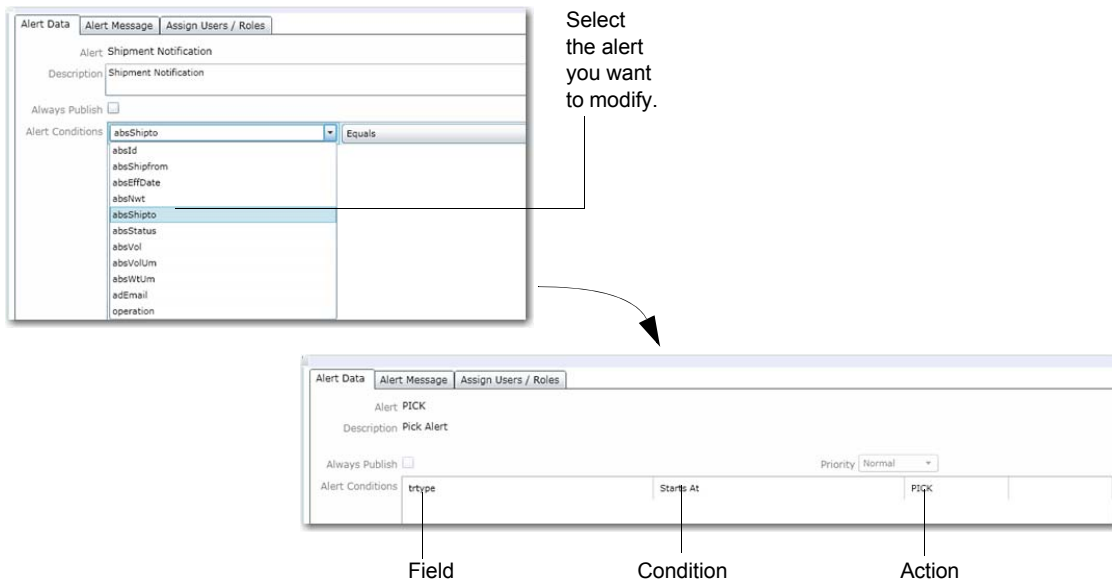 Alert Data Alert Message Assign Users / Roles
Alert Shipment Notification
Description Shipment Notification
Always Publish
Alert Conditions absShipto Equals
absId
absShipfrom
absEffDate
absNwt
absShipto
absStatus
absVol
absVolUm
absWtUm
adEmail
operation
Select
the alert
you want
to modify.
Alert Data Alert Message Assign Users / Roles
Alert PICK
Description Pick Alert
Always Publish Priority Normal
Alert Conditions trtype Starts At PICK
Field Condition Action